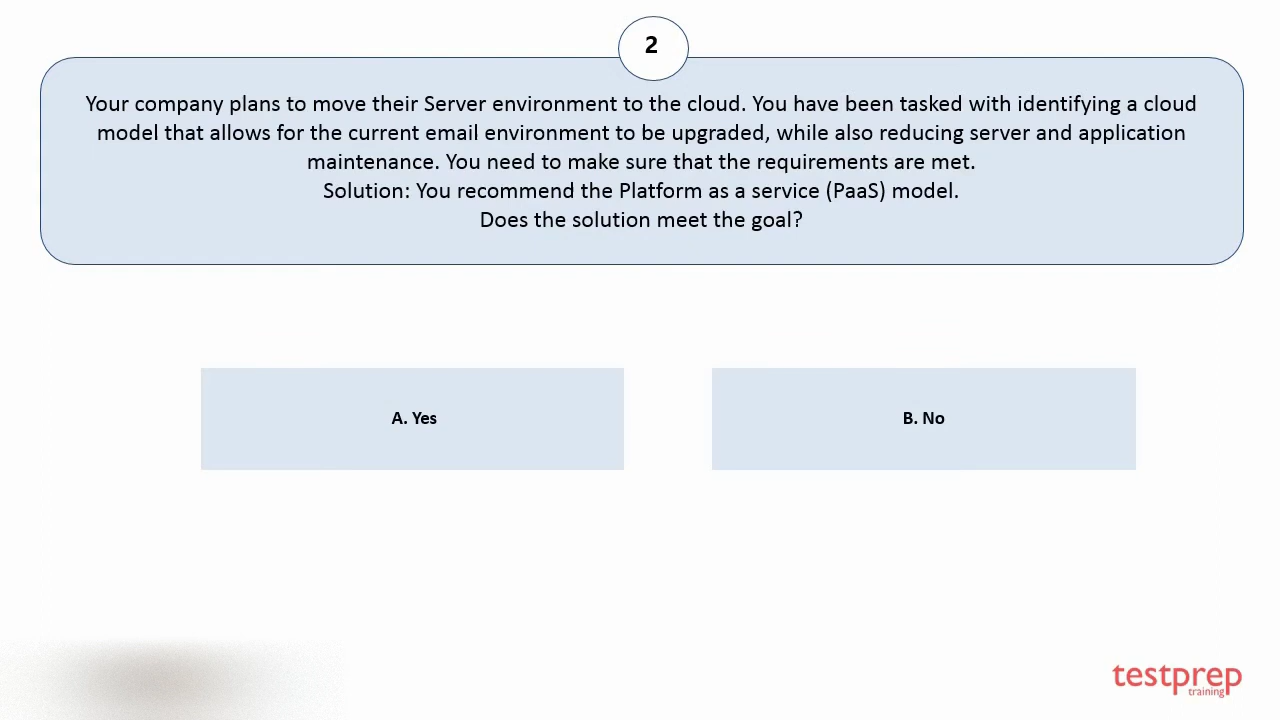 2
Your company plans to move their Server environment to the cloud. You have been tasked with identifying a cloud
model that allows for the current email environment to be upgraded, while also reducing server and application
maintenance. You need to make sure that the requirements are met.
Solution: You recommend the Platform as a service (PaaS) model.
Does the solution meet the goal?
A. Yes
B. No
testprep
training